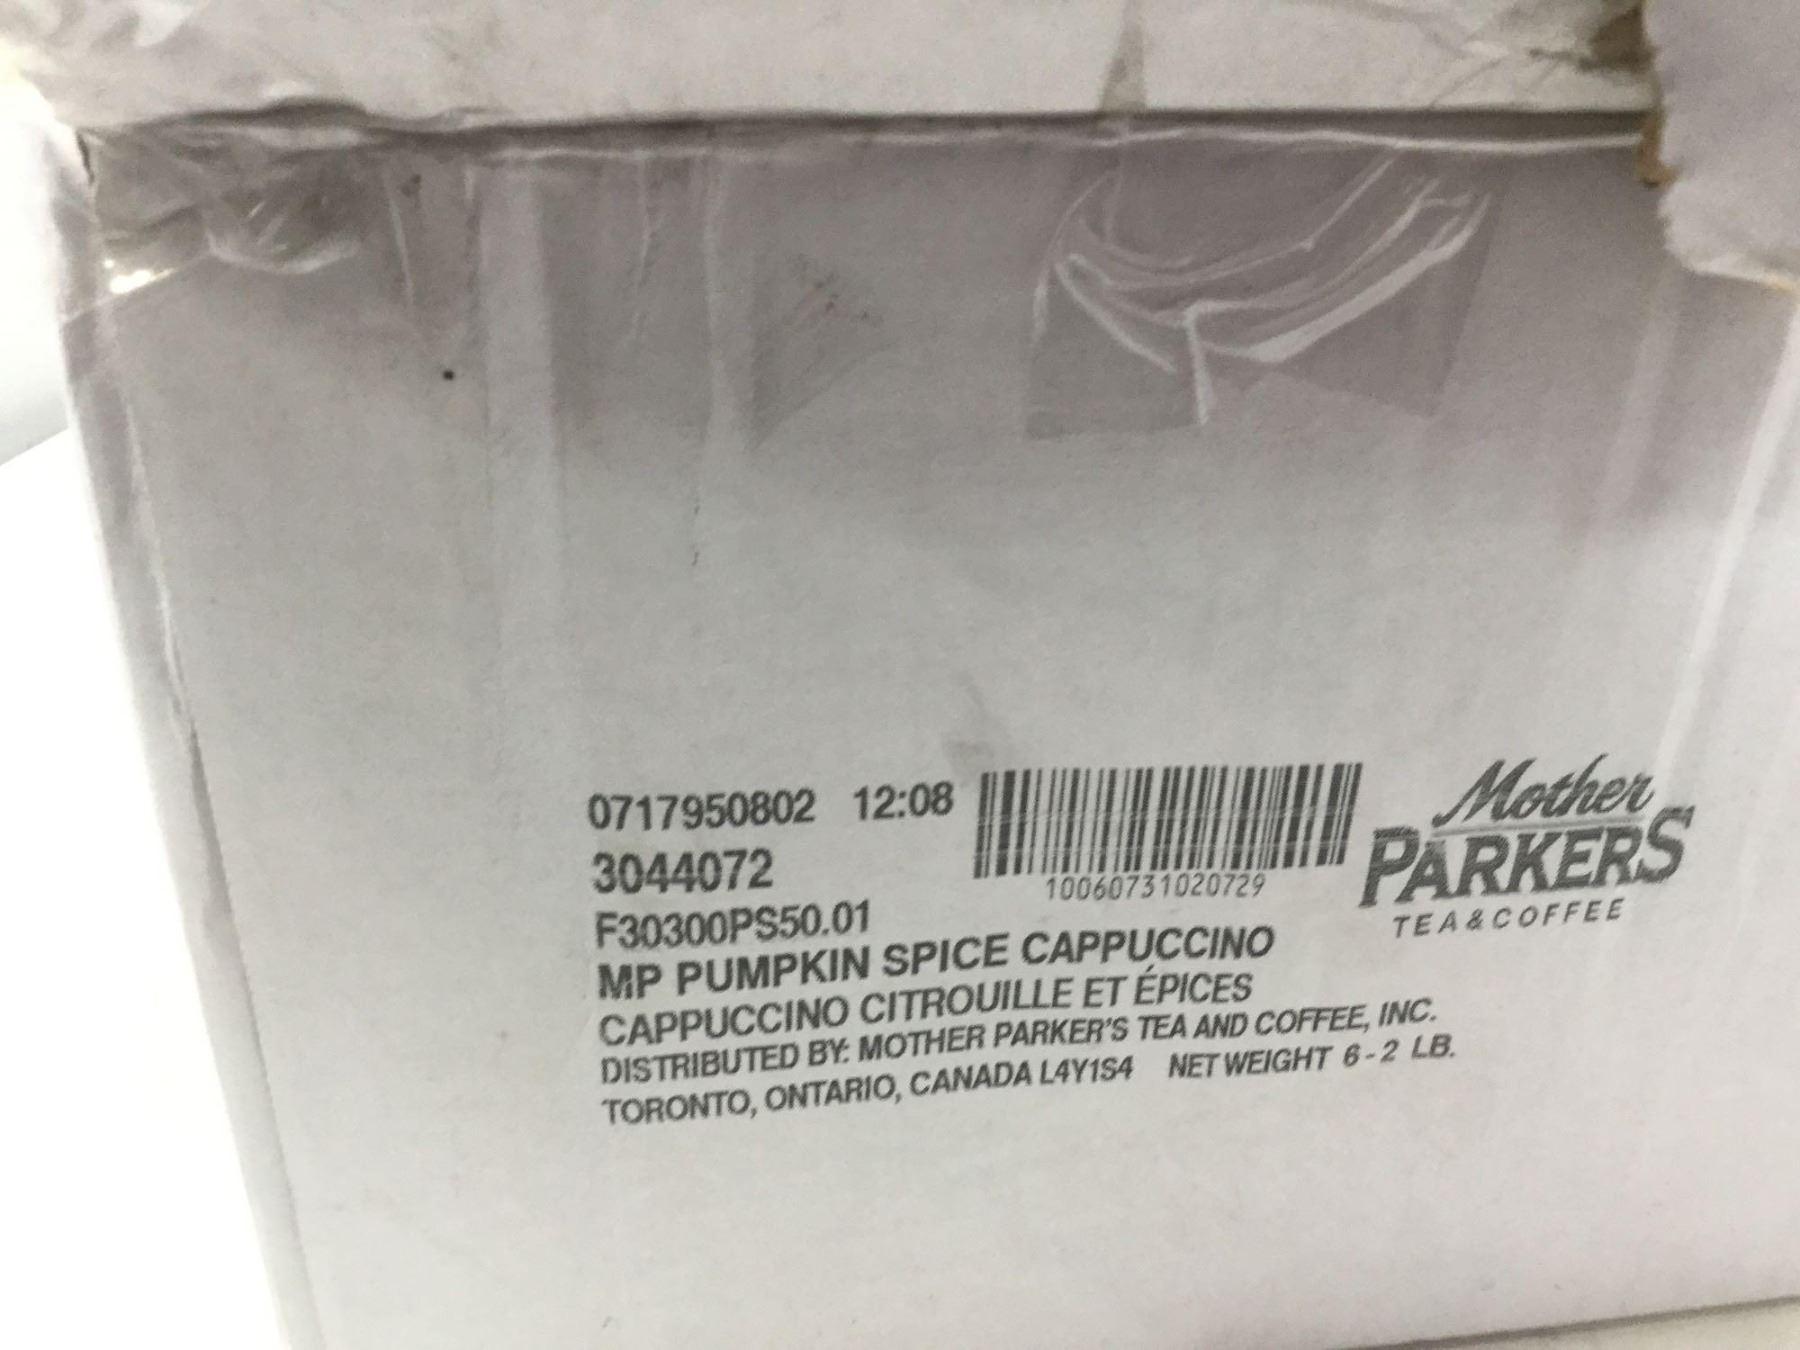 0717950802 12:08
3044072
10060731020729
F30300PS50.01
MP PUMPKIN SPICE CAPPUCCINO
CAPPUCCINO CITROUILLE ET ÉPICES
DISTRIBUTED BY: MOTHER PARKER'S TEA AND COFFEE, INC.
TORONTO, ONTARIO, CANADA L4Y1S4 NET WEIGHT 6-2 LB.
Mother
PARKERS
TEA & COFFEE